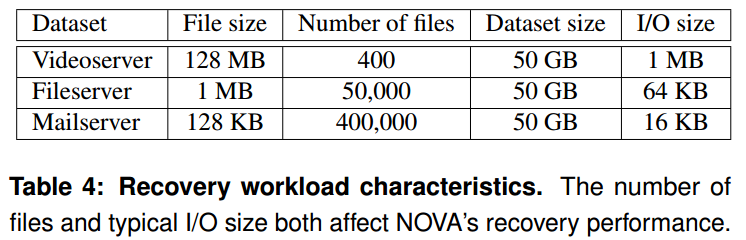 Dataset File size Number of files Dataset size I/O size
Videoserver 128 MB 400 50 GB 1 MB
Fileserver 1 MB 50,000 50 GB 64 KB
Mailserver 128 KB 400,000 50 GB 16 KB
Table 4: Recovery workload characteristics. The number of
files and typical I/O size both affect NOVA's recovery performance.